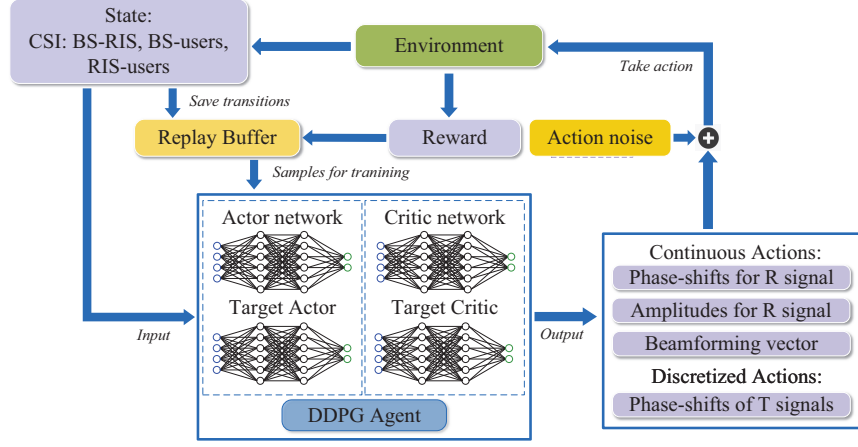 State:
CSI: BS-RIS, BS-users,
RIS-users
Environment
Take action
Save transitions
Replay Buffer
Reward
Action noise
Samples for tranining
Actor network
Critic network
Target Actor
Target Critic
DDPG Agent
Input
Output
Continuous Actions:
Phase-shifts for R signal
Amplitudes for R signal
Beamforming vector
Discretized Actions:
Phase-shifts of T signals